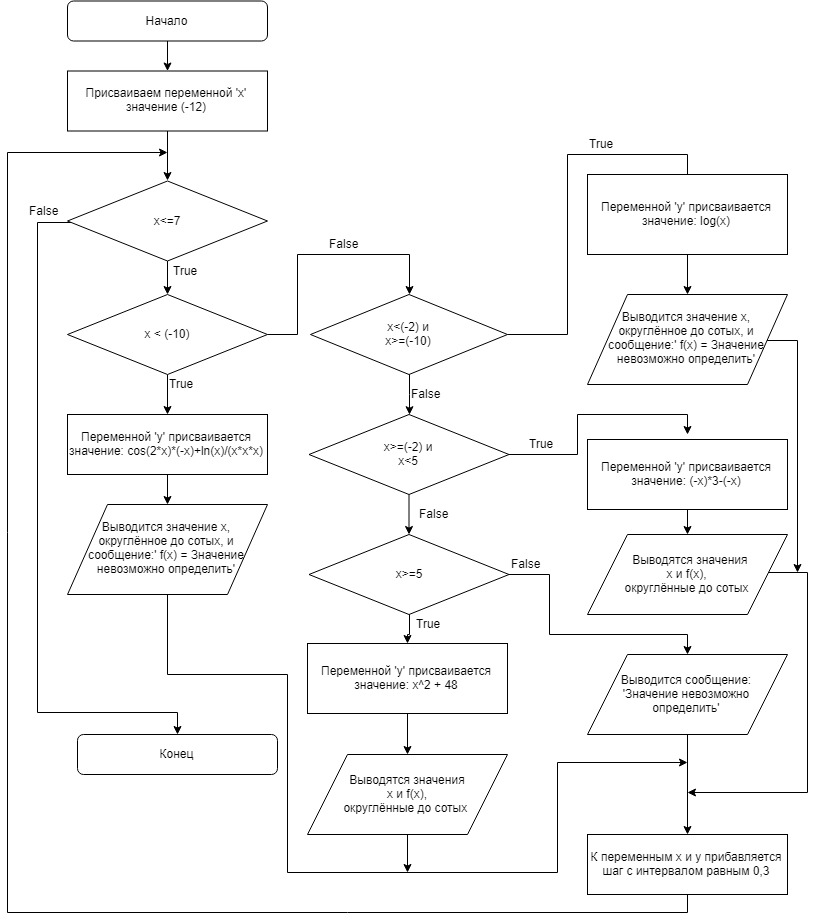 Начало
Присваиваем переменной 'x'
значение (-12)
True
False
x<=7
Переменной 'y' присваивается
значение: log(x)
True
False
x < (-10)
x<(-2) и
x>=(-10)
Выводится значение x,
округлённое до сотых, и
сообщение:' f(x) = Значение
невозможно определить'
True
False
Переменной 'y' присваивается
значение: cos(2*x)*(-x)+ln(x)/(x*x*x)
x>=(-2) и
x<5
True
Переменной 'y' присваивается
значение: (-x)*3-(-x)
Выводится значение x,
округлённое до сотых, и
сообщение:' f(x) = Значение
невозможно определить'
False
x>=5
False
Выводятся значения
x и f(x),
округлённые до сотых
True
Переменной 'y' присваивается
значение: x^2 + 48
Выводится сообщение:
'Значение невозможно
определить'
Конец
Выводятся значения
x и f(x),
округлённые до сотых
К переменным x и y прибавляется
шаг с интервалом равным 0,3